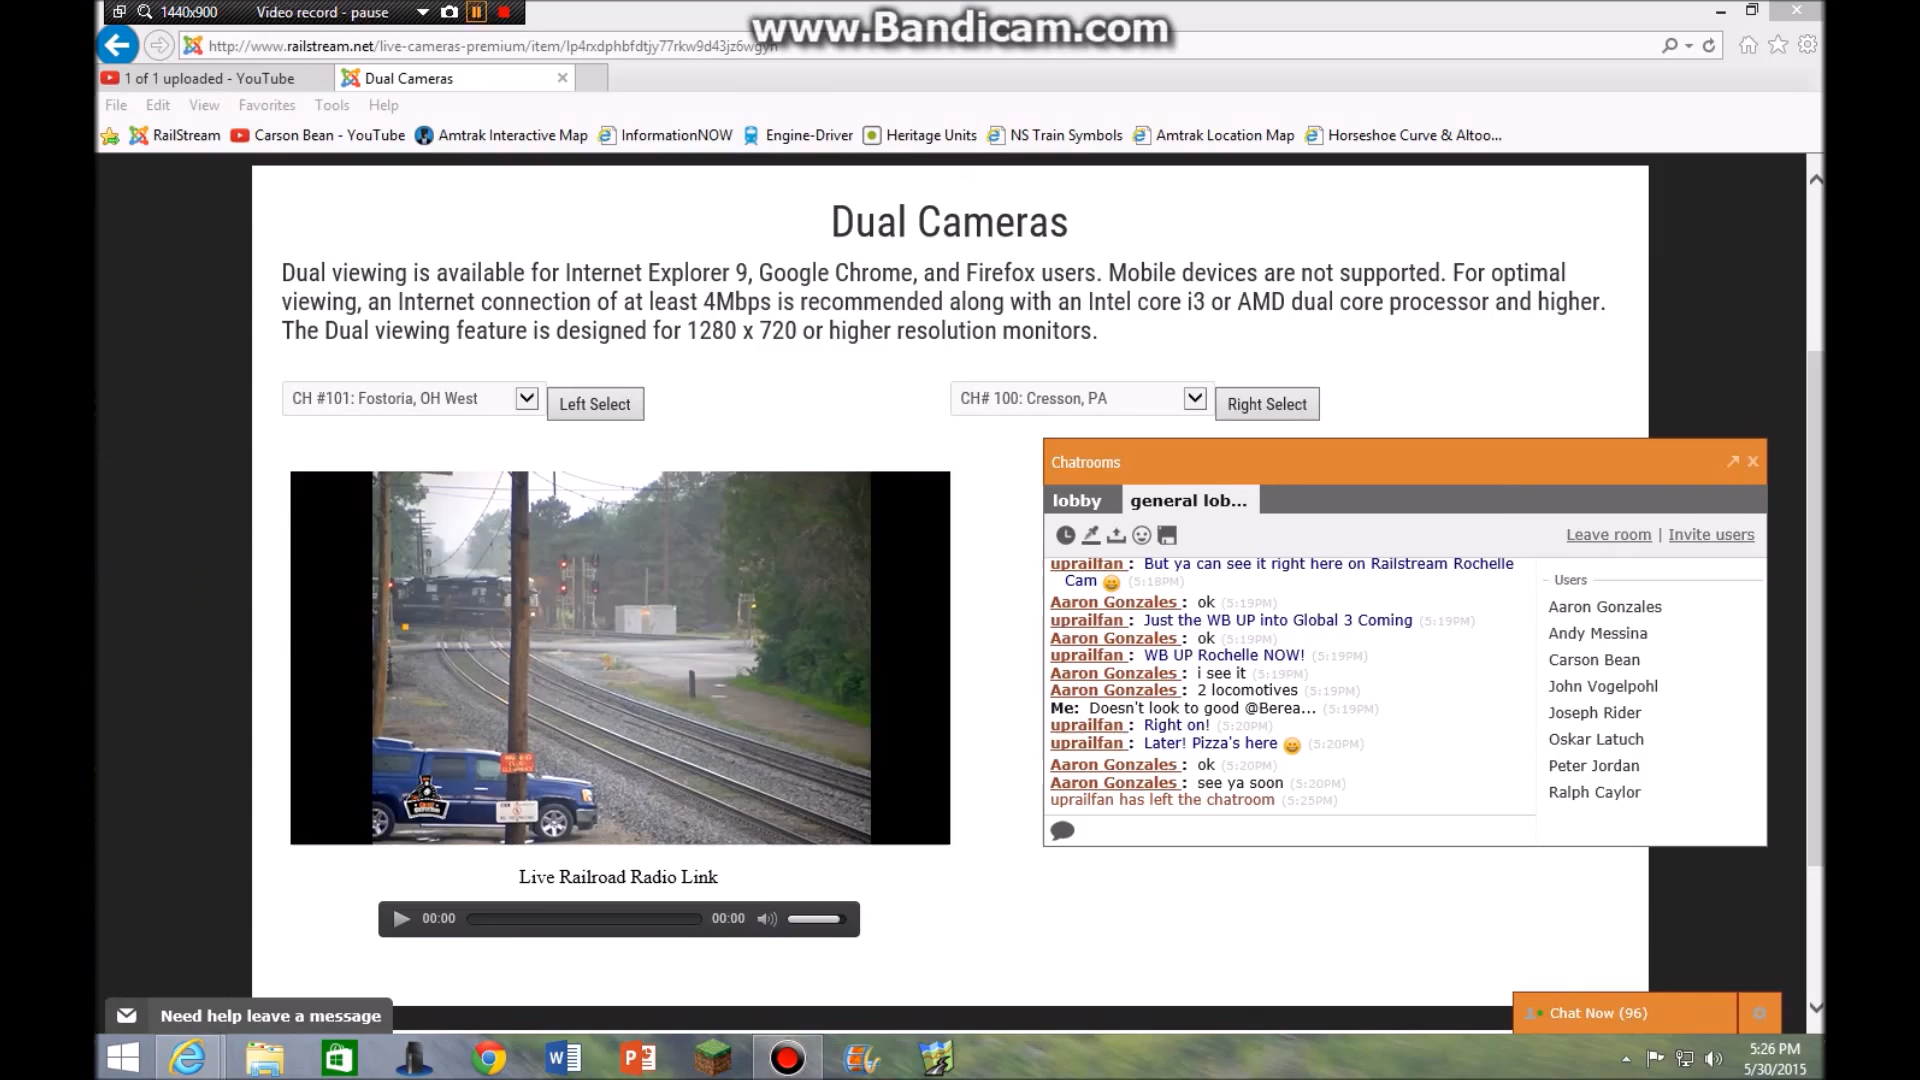 1440x900 Video record - pause
www.Bandicam.com
http://www.railstream.net/live-cameras-premium/item/lp4rxdphbfdtjy77rkw9d43jz6wgyn
1 of 1 uploaded - YouTube Dual Cameras
File Edit View Favorites Tools Help
RailStream Carson Bean - YouTube Amtrak Interactive Map InformationNOW Engine-Driver Heritage Units NS Train Symbols Amtrak Location Map Horseshoe Curve & Altoo...
Dual Cameras
Dual viewing is available for Internet Explorer 9, Google Chrome, and Firefox users. Mobile devices are not supported. For optimal
viewing, an Internet connection of at least 4Mbps is recommended along with an Intel core i3 or AMD dual core processor and higher.
The Dual viewing feature is designed for 1280 x 720 or higher resolution monitors.
CH #101: Fostoria, OH West Left Select
CH# 100: Cresson, PA Right Select
Chatrooms
lobby general lob...
Leave room | Invite users
uprailfan : But ya can see it right here on Railstream Rochelle
Cam (5:18PM)
Aaron Gonzales : ok (5:19PM)
uprailfan : Just the WB UP into Global 3 Coming (5:19PM)
Aaron Gonzales : ok (5:19PM)
uprailfan : WB UP Rochelle NOW! (5:19PM)
Aaron Gonzales : i see it (5:19PM)
Aaron Gonzales : 2 locomotives (5:19PM)
Me: Doesn't look to good @Berea... (5:19PM)
uprailfan : Right on! (5:20PM)
uprailfan : Later! Pizza's here (5:20PM)
Aaron Gonzales : ok (5:20PM)
Aaron Gonzales : see ya soon (5:20PM)
uprailfan has left the chatroom (5:25PM)
Users
Aaron Gonzales
Andy Messina
Carson Bean
John Vogelpohl
Joseph Rider
Oskar Latuch
Peter Jordan
Ralph Caylor
Live Railroad Radio Link
00:00 00:00
Need help leave a message
Chat Now (96)
5:26 PM
5/30/2015